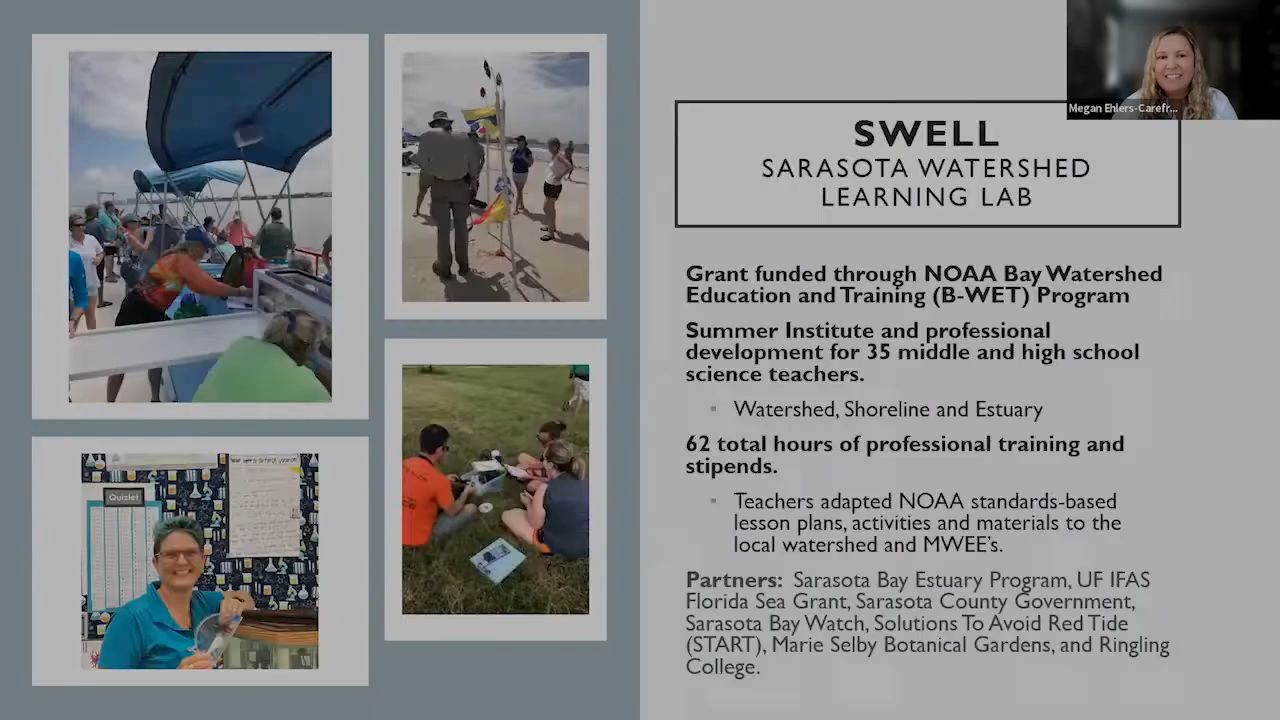 Megan Ehlers-Carefr...
SWELL
SARASOTA WATERSHED
LEARNING LAB
Grant funded through NOAA Bay Watershed
Education and Training (B-WET) Program
Summer Institute and professional
development for 35 middle and high school
science teachers.
Watershed, Shoreline and Estuary
62 total hours of professional training and
stipends.
Teachers adapted NOAA standards-based
lesson plans, activities and materials to the
local watershed and MWEE's.
Partners: Sarasota Bay Estuary Program, UF IFAS
Florida Sea Grant, Sarasota County Government,
Sarasota Bay Watch, Solutions To Avoid Red Tide
(START), Marie Selby Botanical Gardens, and Ringling
College.
Quizlet